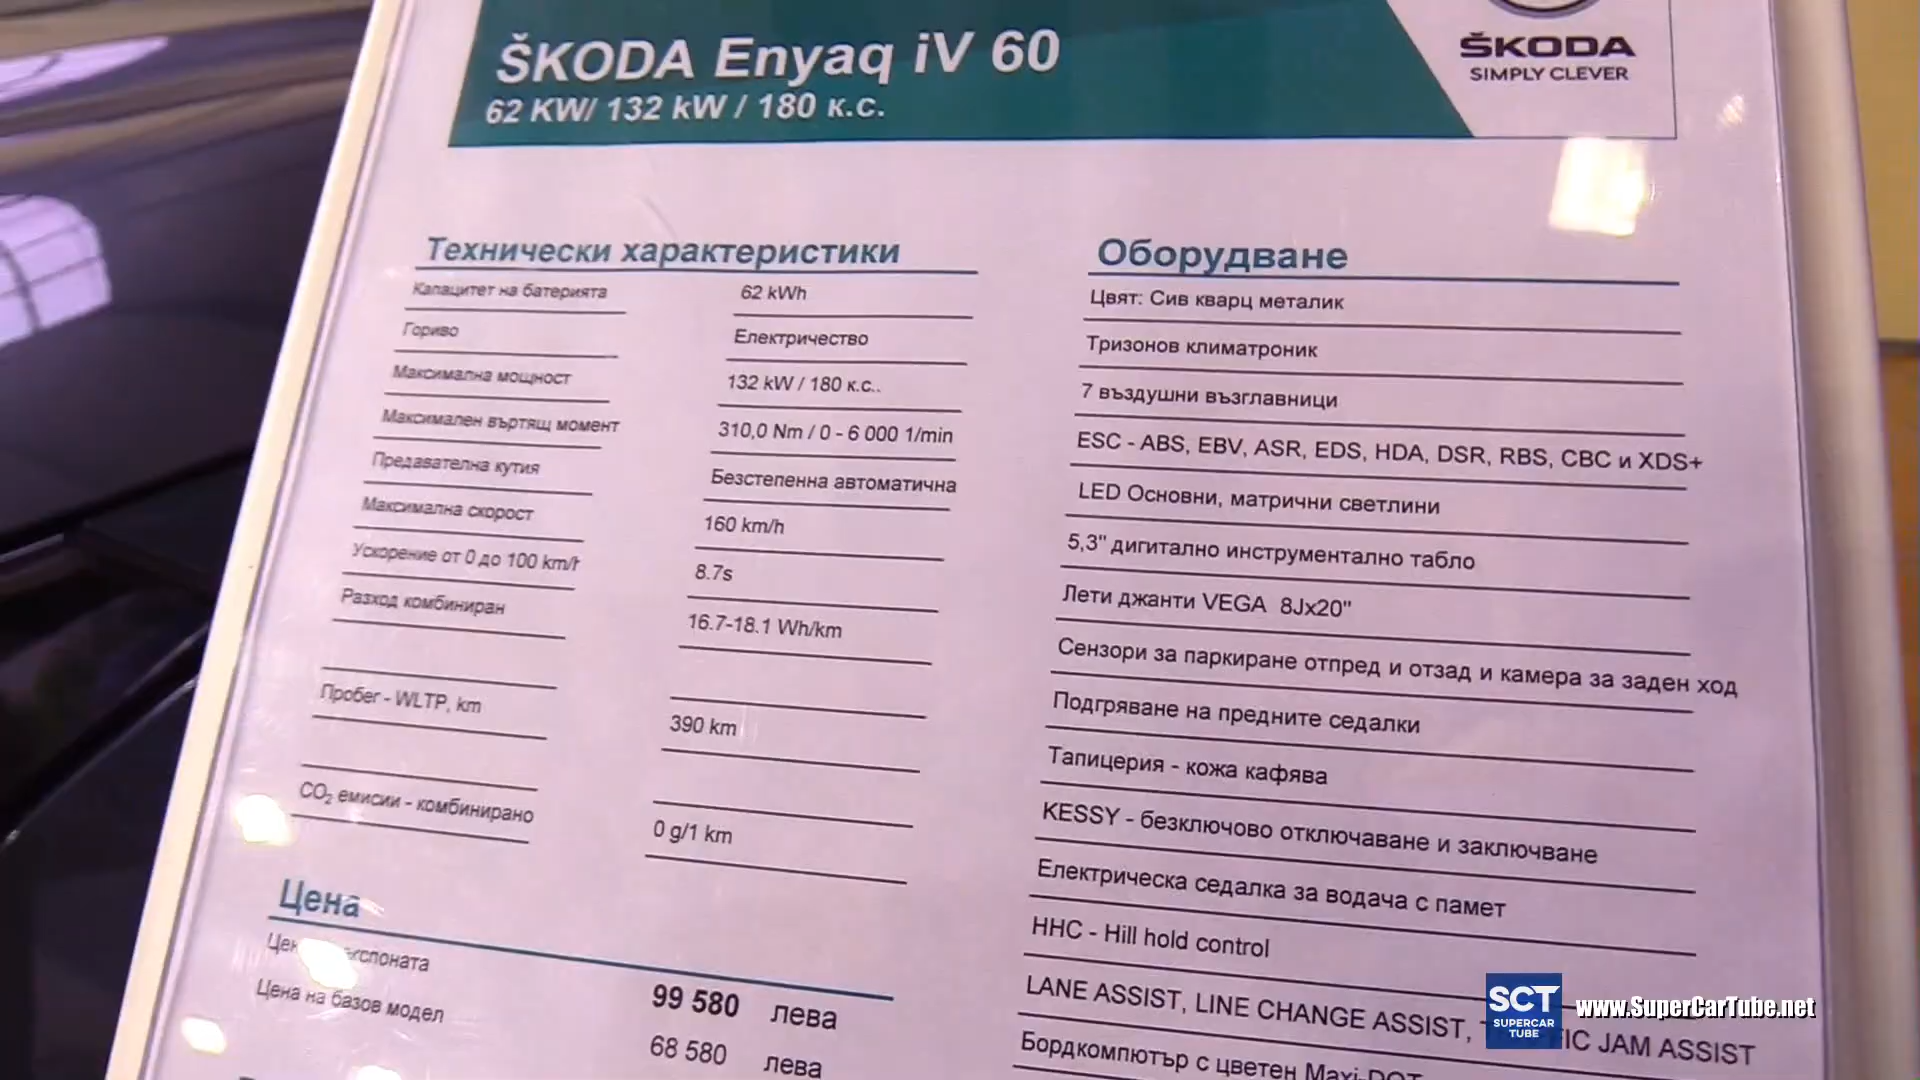 ŠKODA Enyaq iV 60
62 KW/ 132 kW / 180 к.с.
ŠKODA
SIMPLY CLEVER
Технически характеристики
Капацитет на батерията 62 kWh
Гориво Електричество
Максимална мощност 132 kW / 180 к.с..
Максимален въртящ момент 310,0 Nm / 0 - 6 000 1/min
Предавателна кутия Безстепенна автоматична
Максимална скорост 160 km/h
Ускорение от 0 до 100 km/h 8.7s
Разход комбиниран 16.7-18.1 Wh/km
Пробег - WLTP, km 390 km
CO₂ емисии - комбинирано 0 g/1 km
Цена
99 580 лева
Цена на базов модел 68 580 лева
Оборудване
Цвят: Сив кварц металик
Тризонов климатроник
7 въздушни възглавници
ESC - ABS, EBV, ASR, EDS, HDA, DSR, RBS, CBC и XDS+
LED Основни, матрични светлини
5,3" дигитално инструментално табло
Лети джанти VEGA 8Jx20"
Сензори за паркиране отпред и отзад и камера за заден ход
Подгряване на предните седалки
Тапицерия - кожа кафява
KESSY - безключово отключаване и заключване
Електрическа седалка за водача с памет
HHC - Hill hold control
LANE ASSIST, LINE CHANGE ASSIST, JAM ASSIST
Бордкомпютър с цветен Maxi-DOT
SCT
SUPERCAR
TUBE
www.SuperCarTube.net